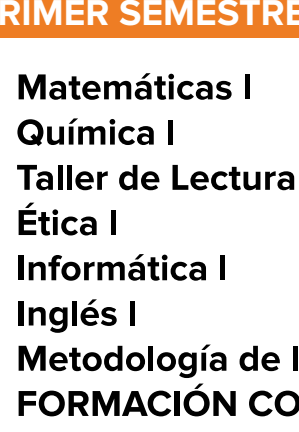 RIMER SEMESTRE
Matemáticas I
Química I
Taller de Lectura
Ética I
Informática I
Inglés I
Metodología de l
FORMACIÓN CO